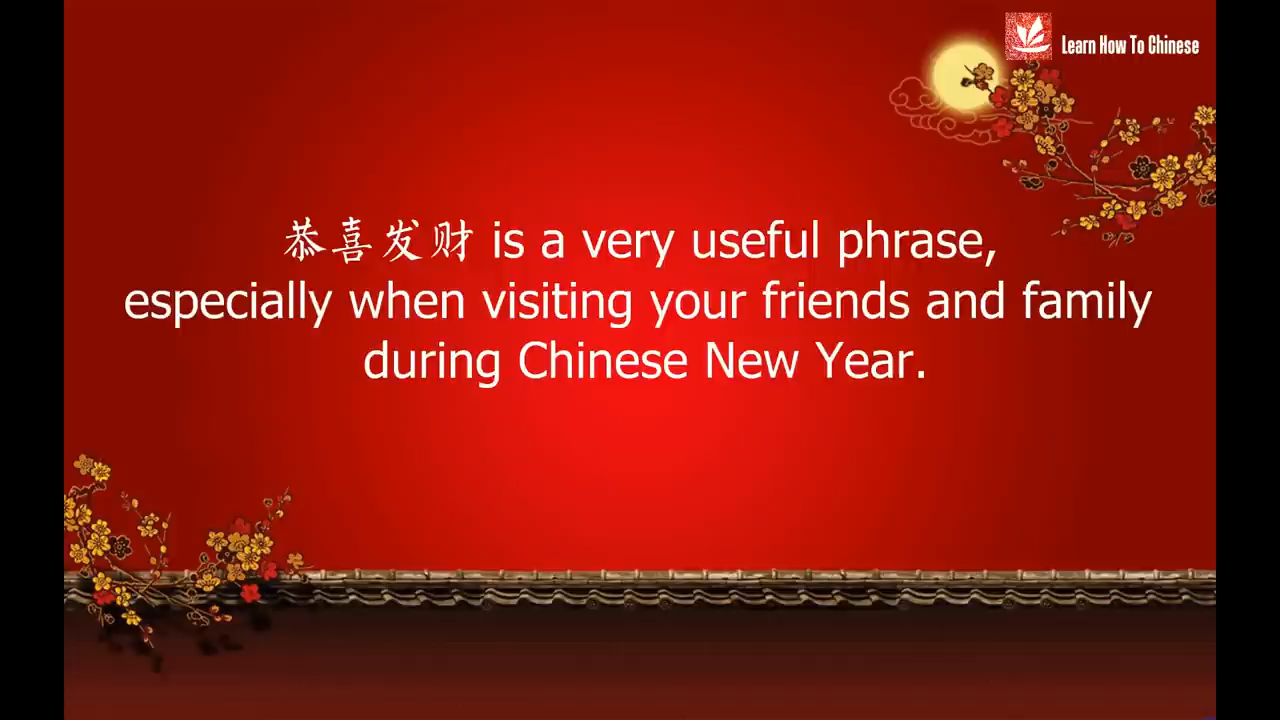 Learn How To Chinese
恭喜发财 is a very useful phrase,
especially when visiting your friends and family
during Chinese New Year.